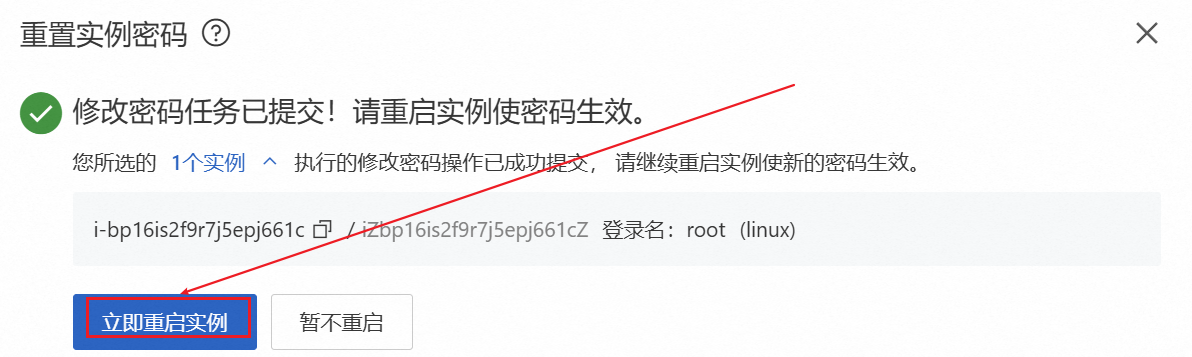 重置实例密码 ?
修改密码任务已提交！请重启实例使密码生效。
您所选的 1个实例 执行的修改密码操作已成功提交，请继续重启实例使新的密码生效。
i-bp16is2f9r7j5epj661c / iZbp16is2f9r7j5epj661cZ 登录名：root（linux）
立即重启实例 暂不重启